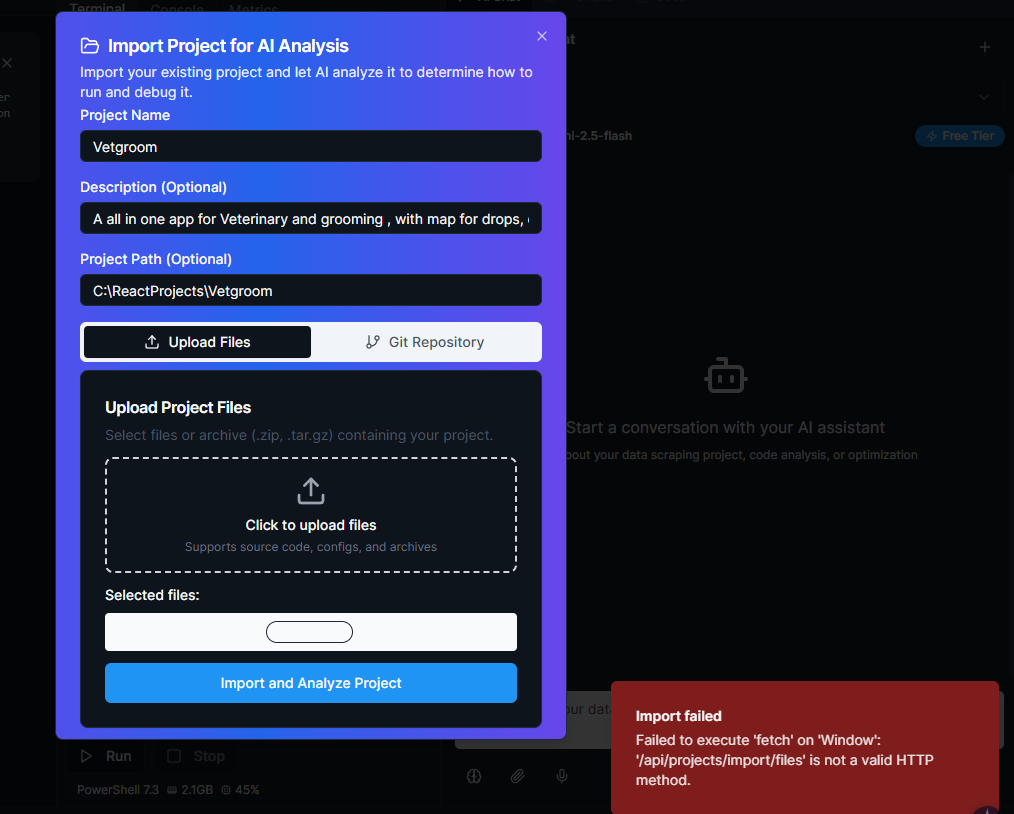 Terminal
Console
Metrics
Import Project for AI Analysis
Import your existing project and let AI analyze it to determine how to
run and debug it.
Project Name
Vetgroom
Description (Optional)
A all in one app for Veterinary and grooming , with map for drops,
Project Path (Optional)
C:\ReactProjects\Vetgroom
Upload Files
Git Repository
Upload Project Files
Select files or archive (.zip, .tar.gz) containing your project.
Click to upload files
Supports source code, configs, and archives
Selected files:
Import and Analyze Project
at
er
on
ni-2.5-flash
Free Tier
Start a conversation with your AI assistant
bout your data scraping project, code analysis, or optimization
our data
Run
Stop
PowerShell 7.3 2.1GB 45%
Import failed
Failed to execute 'fetch' on 'Window':
'/api/projects/import/files' is not a valid HTTP
method.